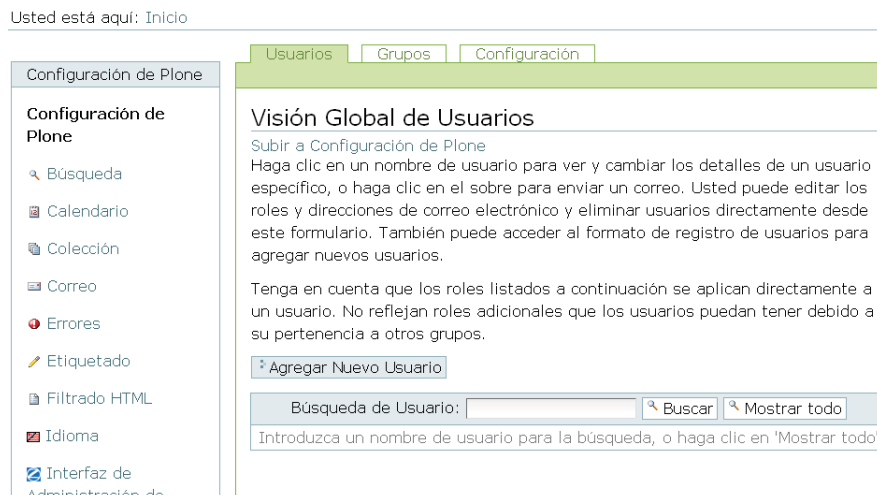 Usted está aquí: Inicio
Usuarios
Grupos
Configuración
Configuración de Plone
Configuración de
Plone
Búsqueda
Calendario
Colección
Correo
Errores
Etiquetado
Filtrado HTML
Idioma
Interfaz de
Administración de
Visión Global de Usuarios
Subir a Configuración de Plone
Haga clic en un nombre de usuario para ver y cambiar los detalles de un usuario
específico, o haga clic en el sobre para enviar un correo. Usted puede editar los
roles y direcciones de correo electrónico y eliminar usuarios directamente desde
este formulario. También puede acceder al formato de registro de usuarios para
agregar nuevos usuarios.
Tenga en cuenta que los roles listados a continuación se aplican directamente a
un usuario. No reflejan roles adicionales que los usuarios puedan tener debido a
su pertenencia a otros grupos.
Agregar Nuevo Usuario
Búsqueda de Usuario: Buscar Mostrar todo
Introduzca un nombre de usuario para la búsqueda, o haga clic en 'Mostrar todo'